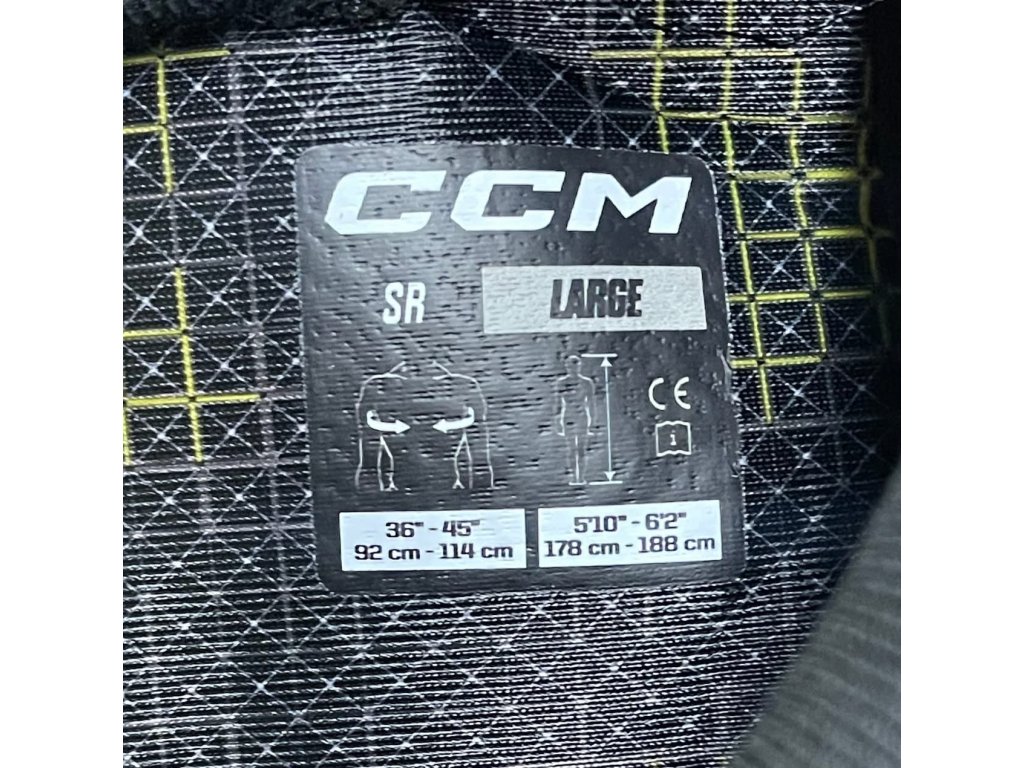 CCM
SR LARGE
CE
i
36" - 45"
92 cm - 114 cm
5'10" - 6'2"
178 cm - 188 cm